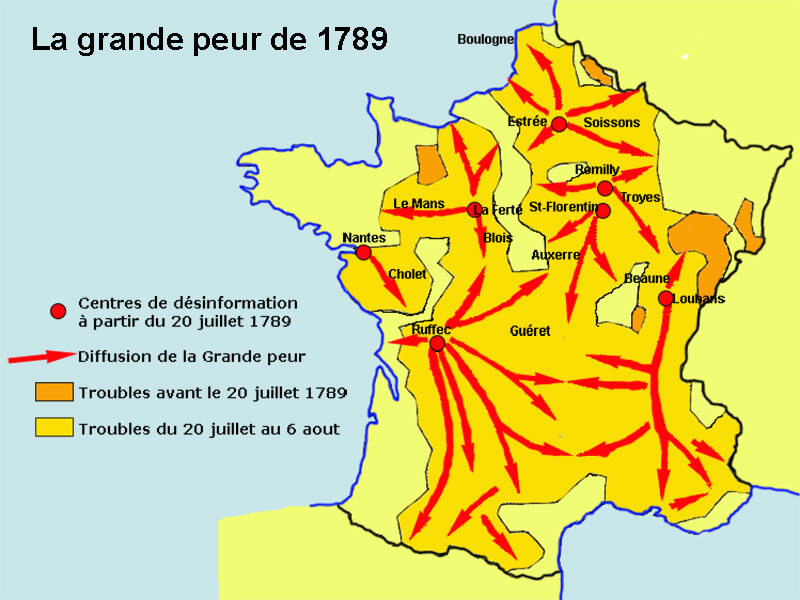 La grande peur de 1789
Boulogne
Estrée
Soissons
Romilly
Troyes
Le Mans
La Ferté
St-Florentin
Nantes
Blois
Auxerre
Cholet
Beaune
Louhans
Centres de désinformation
à partir du 20 juillet 1789
Ruffec
Guéret
Diffusion de la Grande peur
Troubles avant le 20 juillet 1789
Troubles du 20 juillet au 6 aout